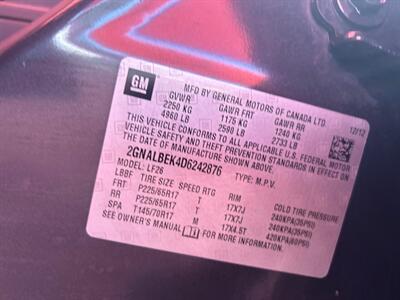 GM
MFD BY GENERAL MOTORS OF CANADA LTD.
12/12
GVWR GAWR FRT GAWR RR
2250 KG 1175 KG 1240 KG
4960 LB 2590 LB 2733 LB
THIS VEHICLE CONFORMS TO ALL APPLICABLE U.S. FEDERAL MOTOR
VEHICLE SAFETY AND THEFT PREVENTION STANDARDS IN EFFECT ON
THE DATE OF MANUFACTURE SHOWN ABOVE.
2GNALBEK4D6242876 TYPE: M.P.V.
MODEL: LF26
LBBF TIRE SIZE SPEED RTG RIM COLD TIRE PRESSURE
FRT P225/65R17 T 17X7J 240KPA(35PSI)
RR P225/65R17 T 17X7J 240KPA(35PSI)
SPA T145/70R17 M 17X4.5T 420KPA(60PSI)
SEE OWNER'S MANUAL FOR MORE INFORMATION.